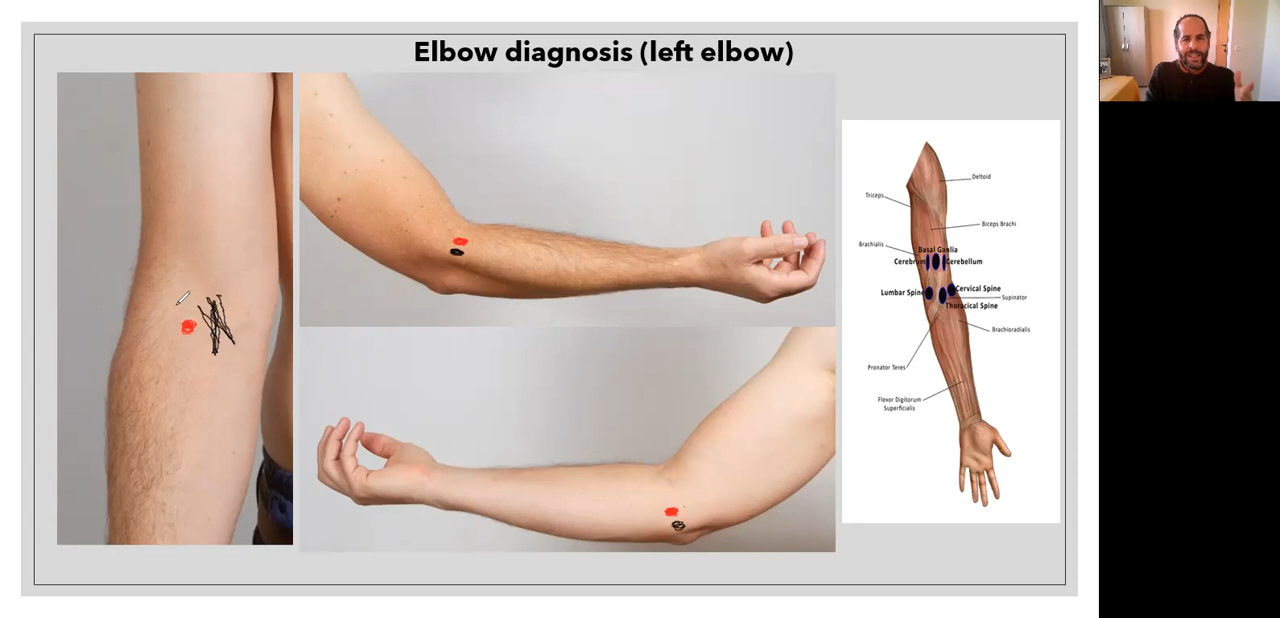 Elbow diagnosis (left elbow)
Deltoid
Triceps
Biceps Brachi
Brachialis
Basal Ganlia
Cerebrum
Cerebellum
Lumbar Spine
Cervical Spine
Supinator
Thoracical Spine
Brachioradialis
Pronator Teres
Flexor Digitorum
Superficialis